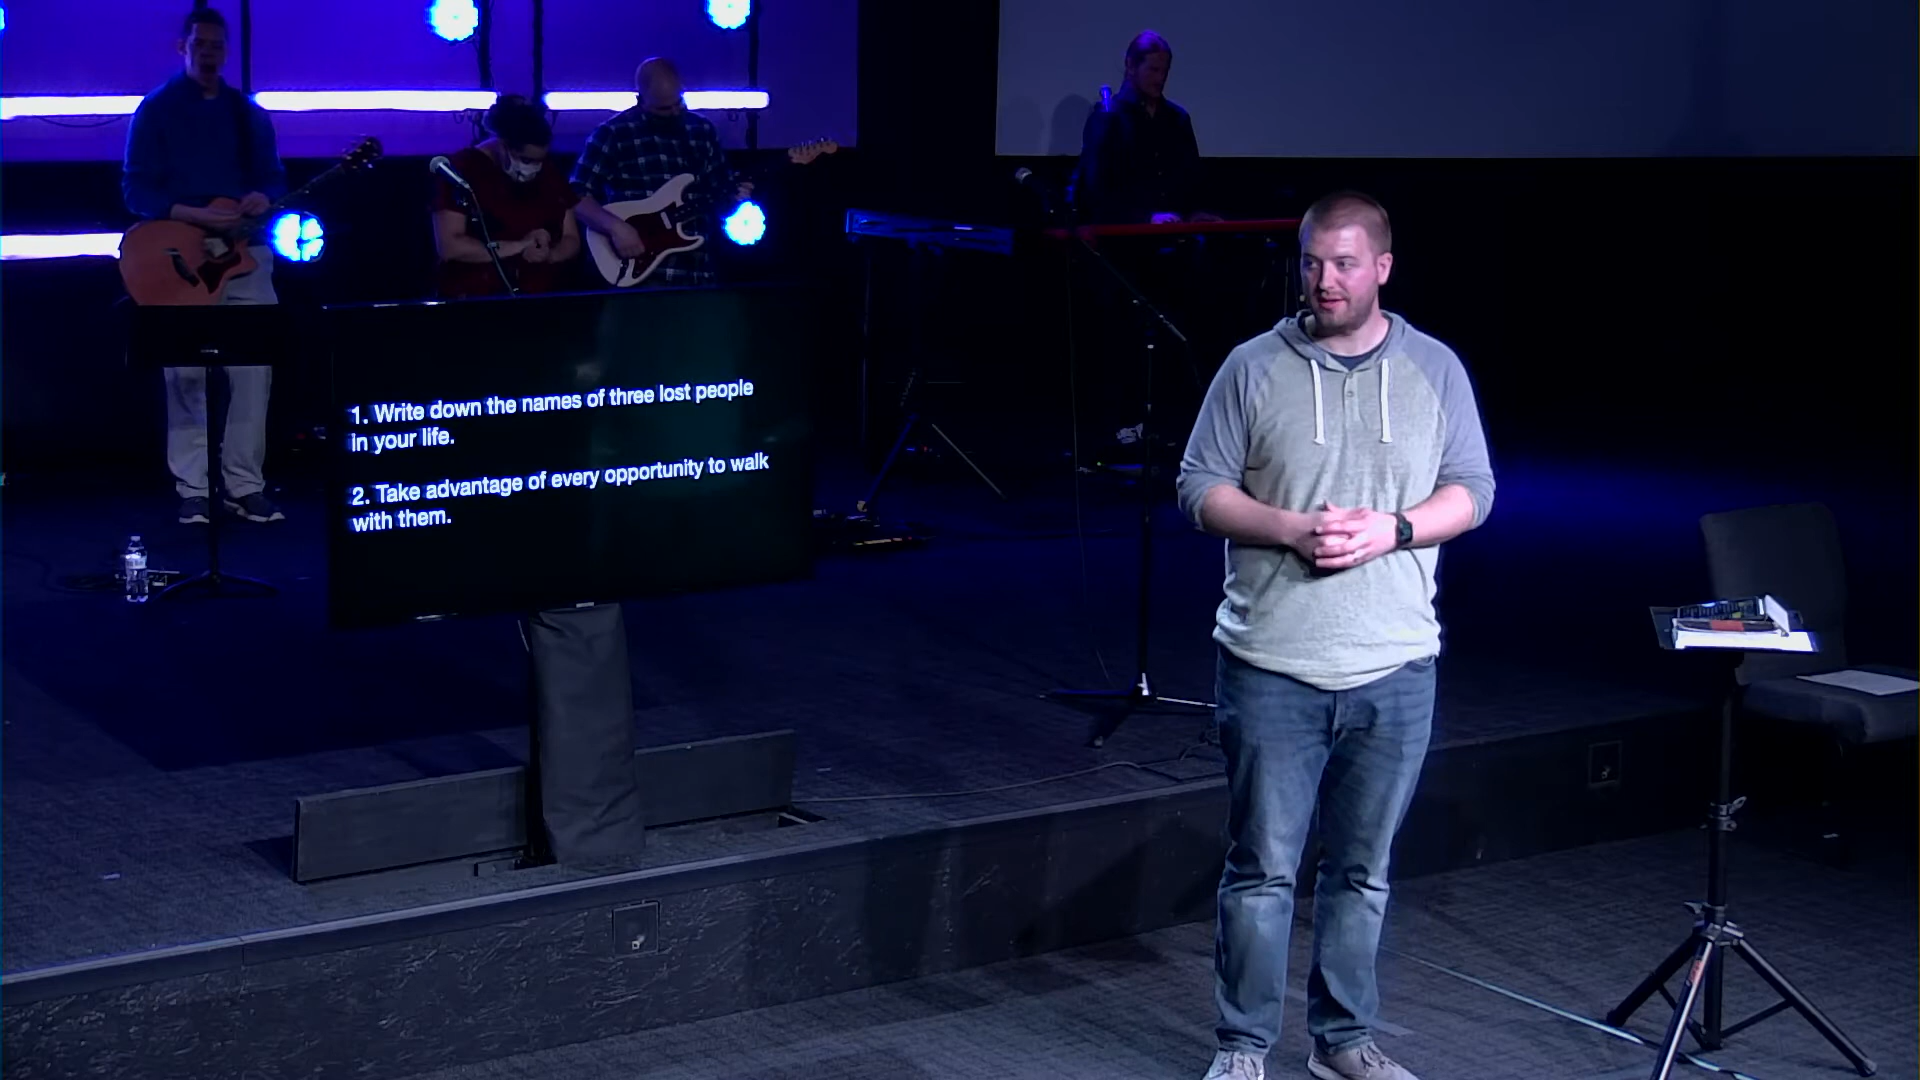 1. Write down the names of three lost people
in your life.
2. Take advantage of every opportunity to walk
with them.